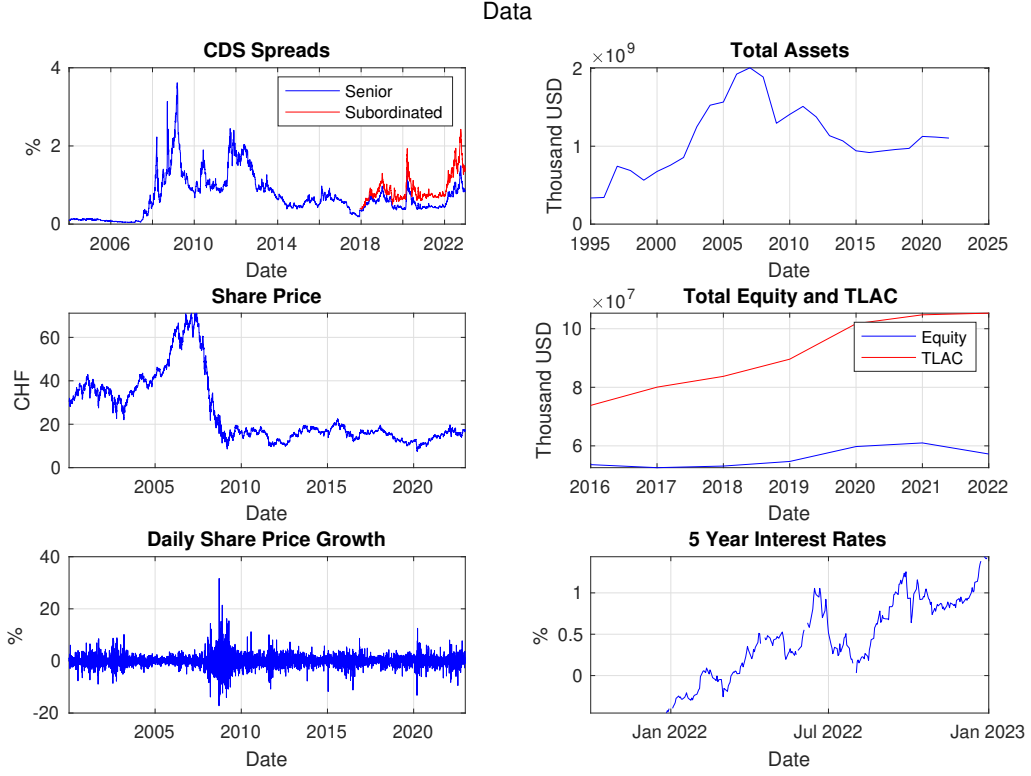 Data
CDS Spreads
4
2
0
%
Senior
Subordinated
2006 2010 2014 2018 2022
Date
Total Assets
×10^9
2
1
0
Thousand USD
1995 2000 2005 2010 2015 2020 2025
Date
Share Price
60
40
20
0
CHF
2005 2010 2015 2020
Date
Total Equity and TLAC
×10^7
10
8
6
Thousand USD
Equity
TLAC
2016 2017 2018 2019 2020 2021 2022
Date
Daily Share Price Growth
40
20
0
-20
%
2005 2010 2015 2020
Date
5 Year Interest Rates
1
0.5
0
%
Jan 2022 Jul 2022 Jan 2023
Date